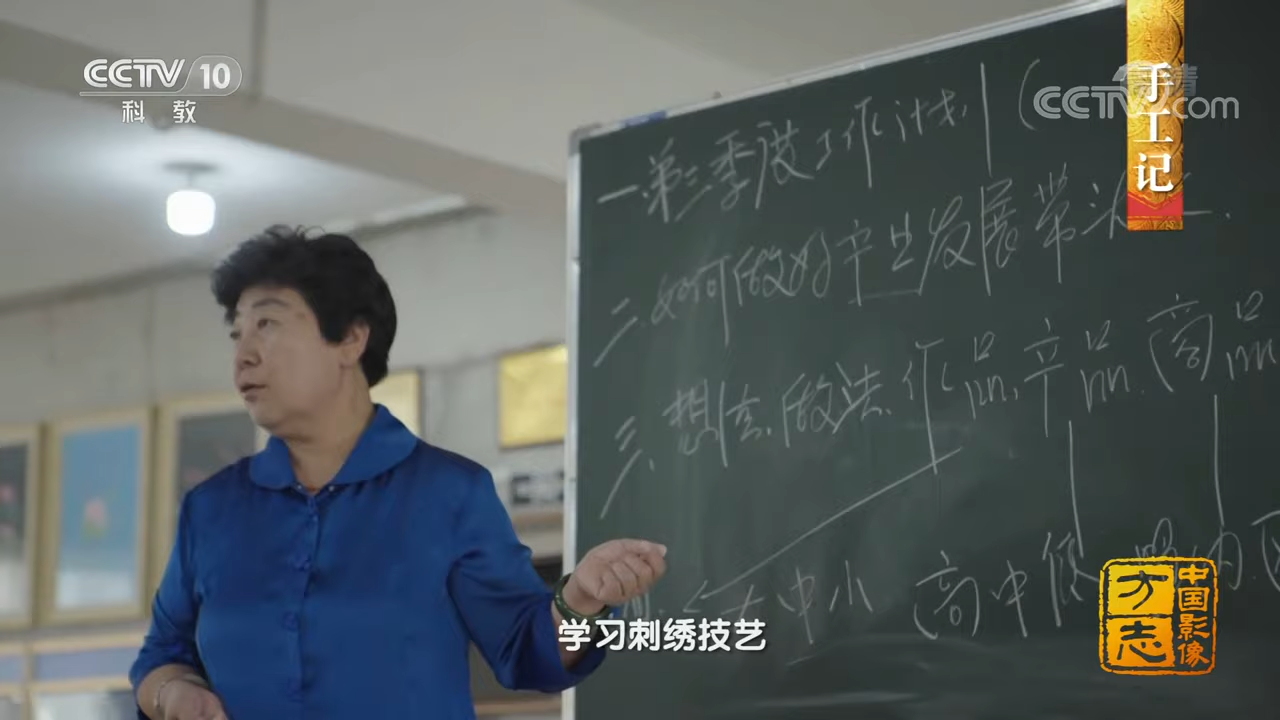 CCTV 10
科教
CCTV.com
手工记
一.第三季度工作计划
二.如何做好产业发展带头
三.想法.做法.作品.产品.(商品
大中小 (高中低
学习刺绣技艺
中国影像
方志